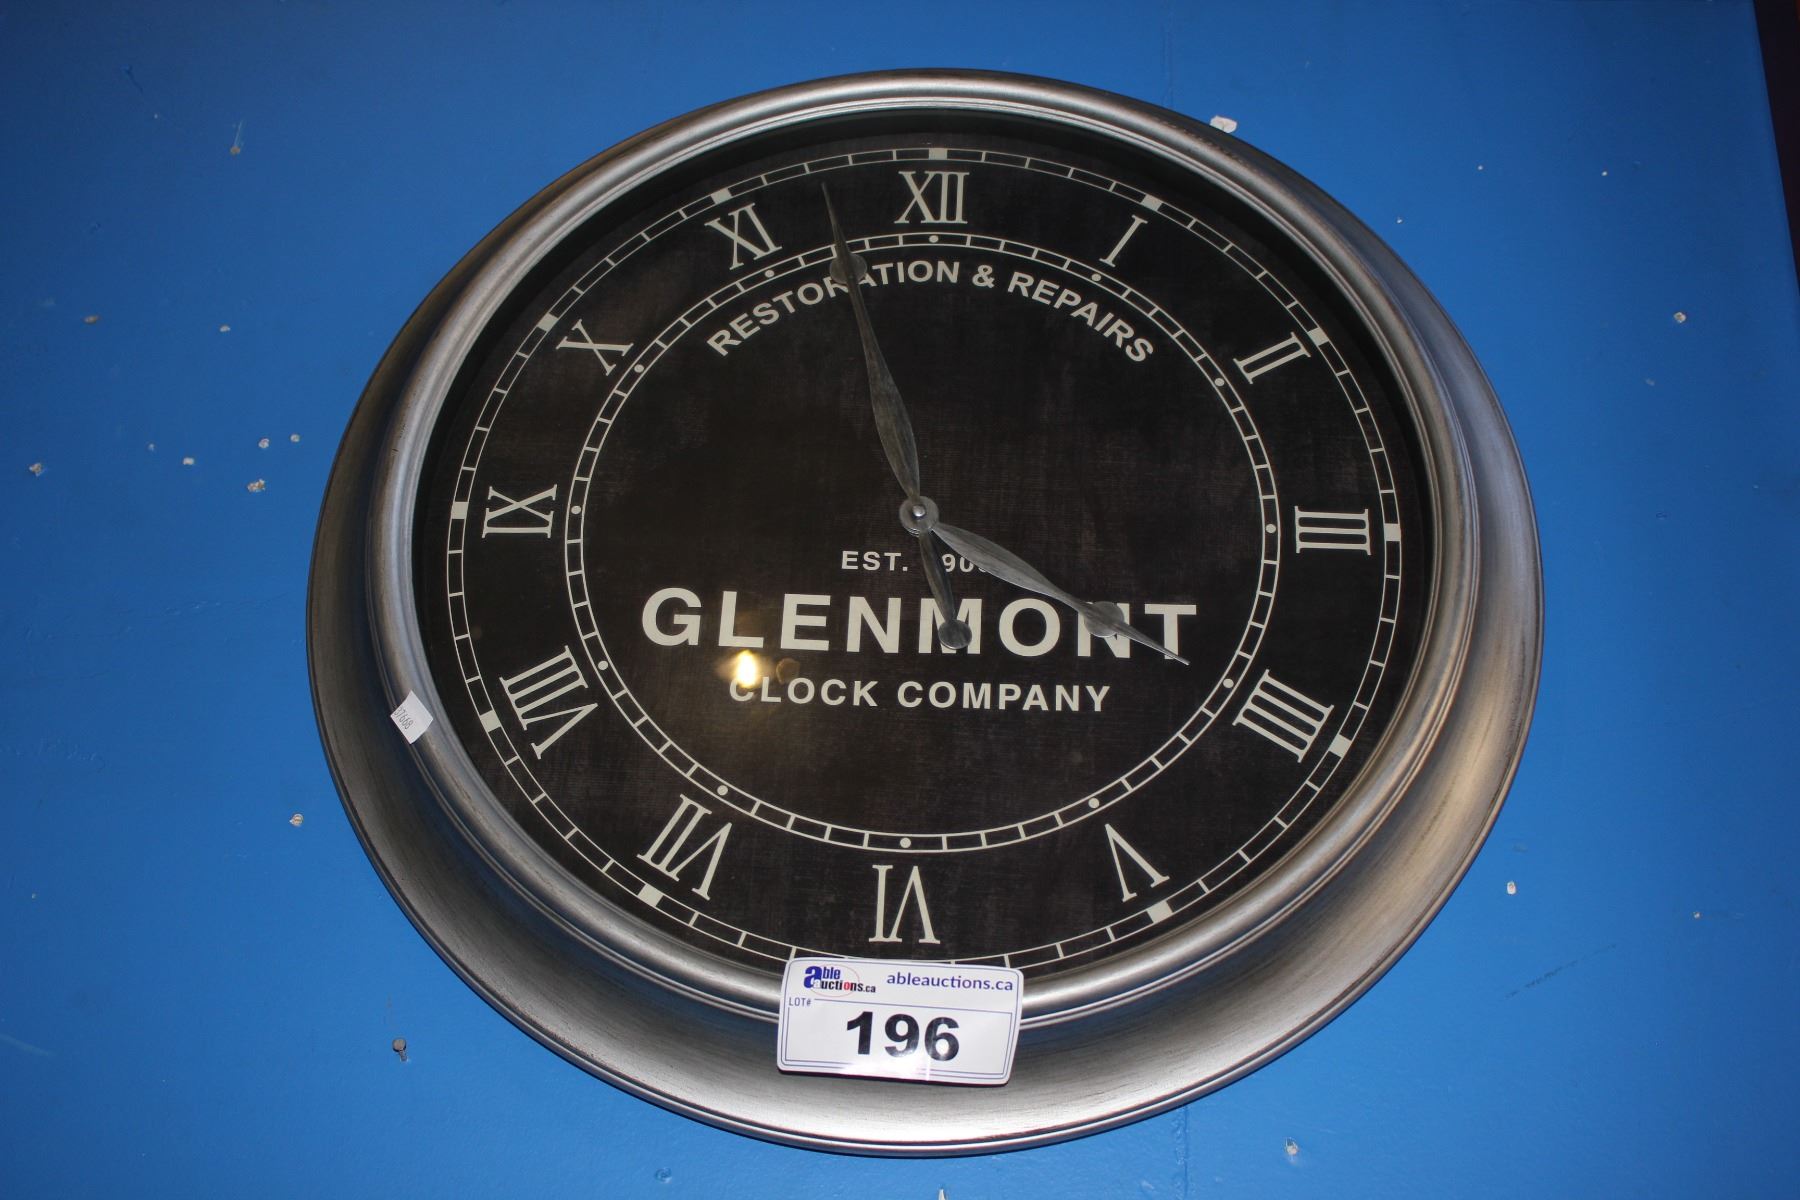 XII
I
II
III
IIII
V
VI
VII
VIII
IX
X
XI
RESTORATION & REPAIRS
EST.
GLENMONT
CLOCK COMPANY
37668
able auctions.ca
ableauctions.ca
LOT#
196